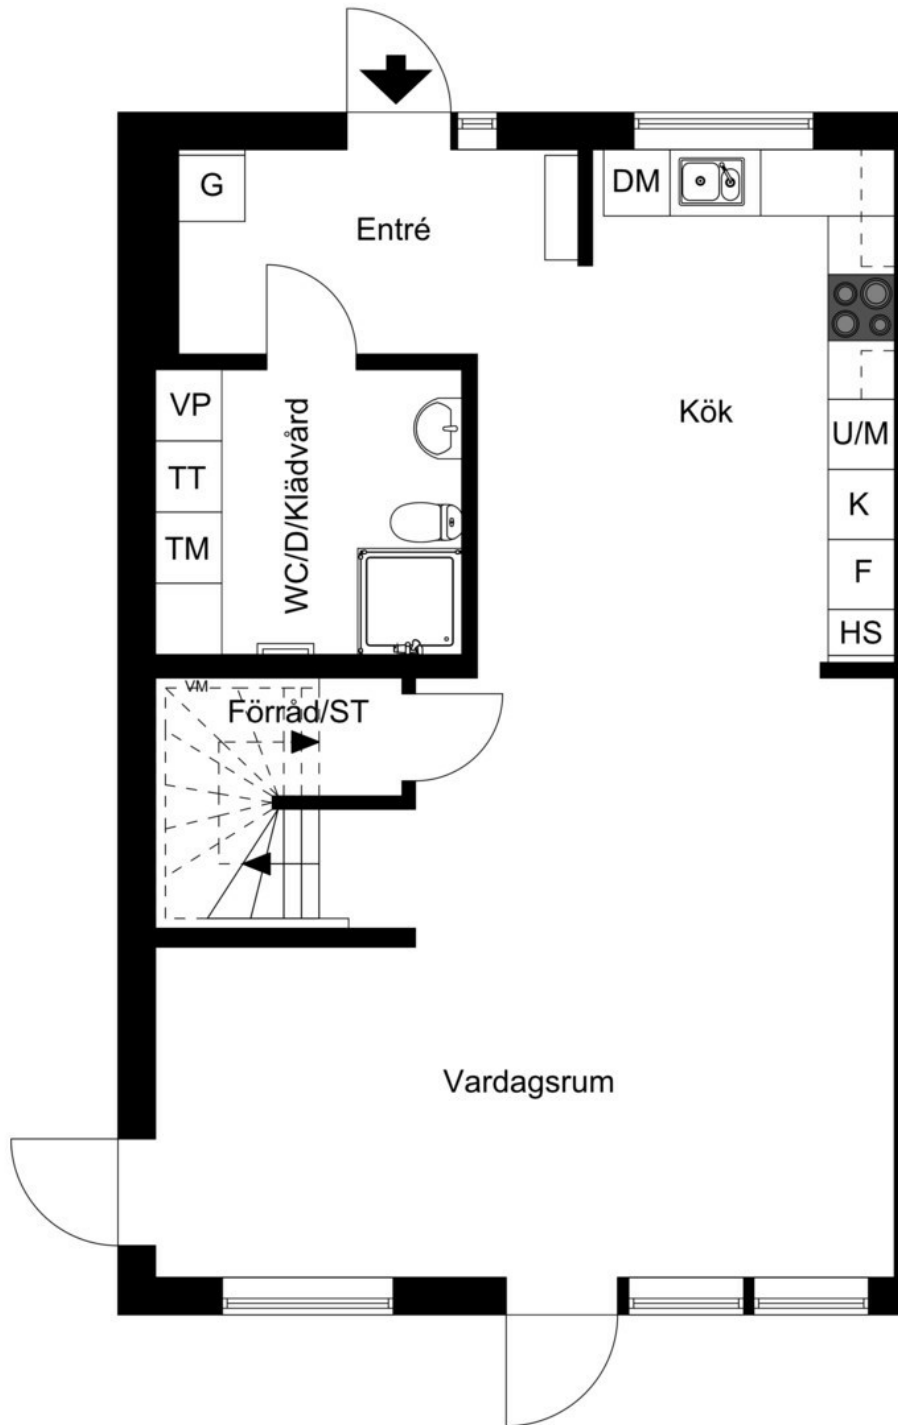 G
DM
Entré
Kök
VP
TT
TM
WC/D/Klädvård
U/M
K
F
HS
VM
Förråd/ST
Vardagsrum